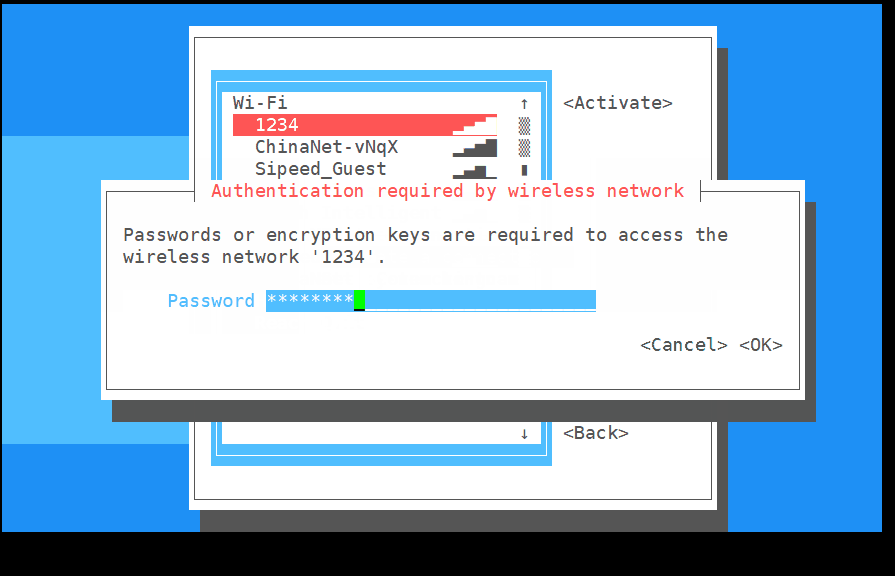 Wi-Fi ↑ <Activate>
1234
ChinaNet-vNqX
Sipeed_Guest
Authentication required by wireless network
Passwords or encryption keys are required to access the
wireless network '1234'.
Password ********
<Cancel> <OK>
↓ <Back>